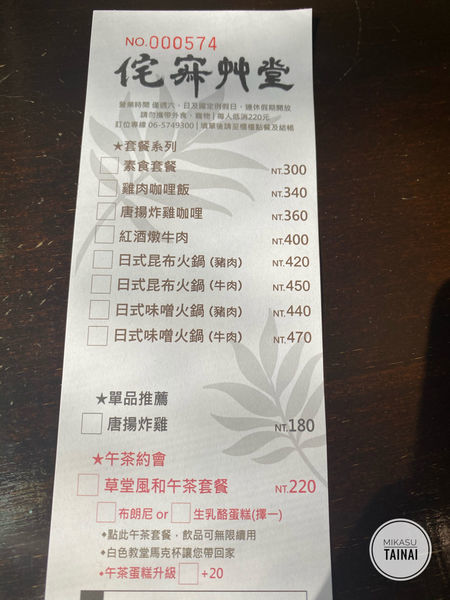 NO.000574
侘寂艸堂
營業時間 僅週六、日及國定例假日、連休假期開放
請勿攜帶外食、寵物 | 每人低消220元
訂位專線 06-5749300 | 填單後請至櫃檯點餐及結帳
★套餐系列
素食套餐 NT.300
雞肉咖哩飯 NT.340
唐揚炸雞咖哩 NT.360
紅酒燉牛肉 NT.400
日式昆布火鍋 (豬肉) NT.420
日式昆布火鍋 (牛肉) NT.450
日式味噌火鍋 (豬肉) NT.440
日式味噌火鍋 (牛肉) NT.470
★單品推薦
唐揚炸雞 NT.180
★午茶約會
草堂風和午茶套餐 NT.220
布朗尼 or 生乳酪蛋糕(擇一)
⬥點此午茶套餐，飲品可無限續用
⬥白色教堂馬克杯讓您帶回家
⬥午茶蛋糕升級 +20
MIKASU
TAINAI